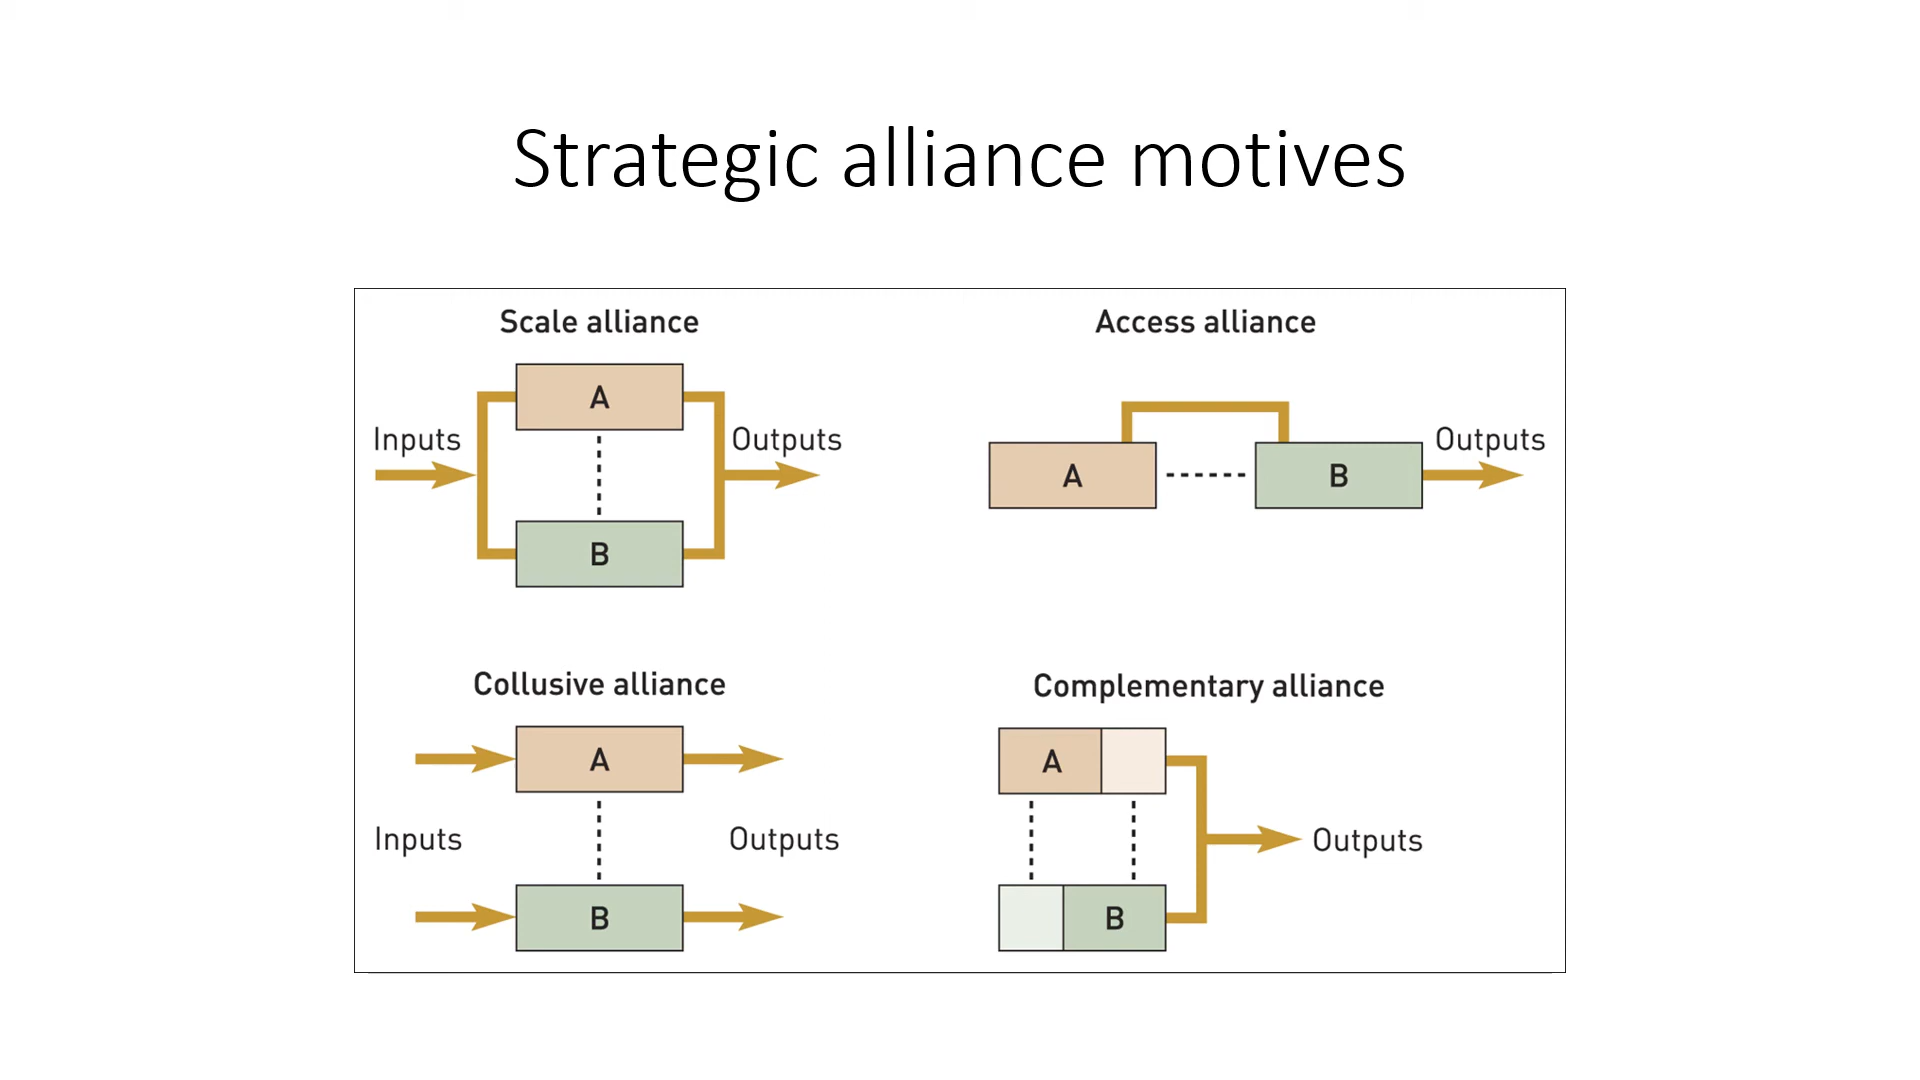 Strategic alliance motives
Scale alliance
A
Inputs
Outputs
B
Access alliance
A
B
Outputs
Collusive alliance
A
Inputs
Outputs
B
Complementary alliance
A
Outputs
B